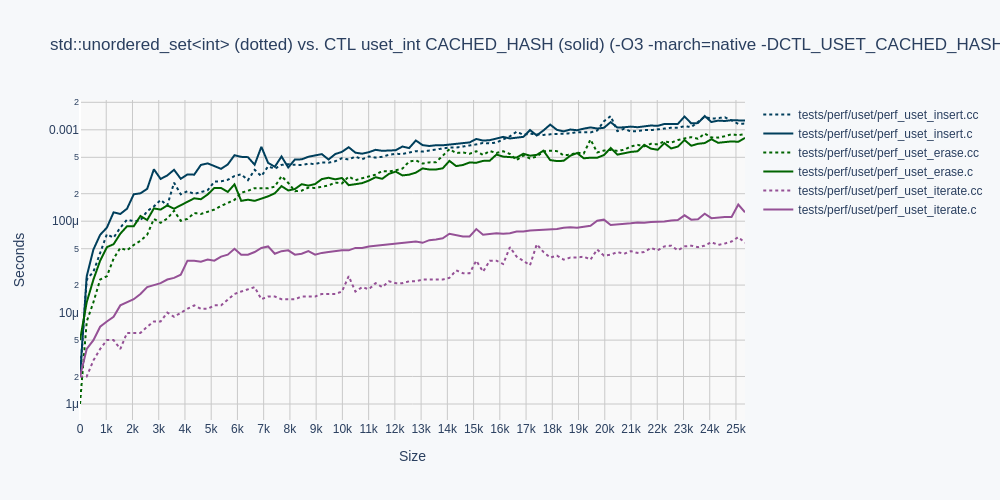 std::unordered_set<int> (dotted) vs. CTL uset_int CACHED_HASH (solid) (-O3 -march=native -DCTL_USET_CACHED_HASH
2
0.001
5
2
100μ
5
2
10μ
5
2
1μ
Seconds
0 1k 2k 3k 4k 5k 6k 7k 8k 9k 10k 11k 12k 13k 14k 15k 16k 17k 18k 19k 20k 21k 22k 23k 24k 25k
Size
tests/perf/uset/perf_uset_insert.cc
tests/perf/uset/perf_uset_insert.c
tests/perf/uset/perf_uset_erase.cc
tests/perf/uset/perf_uset_erase.c
tests/perf/uset/perf_uset_iterate.cc
tests/perf/uset/perf_uset_iterate.c